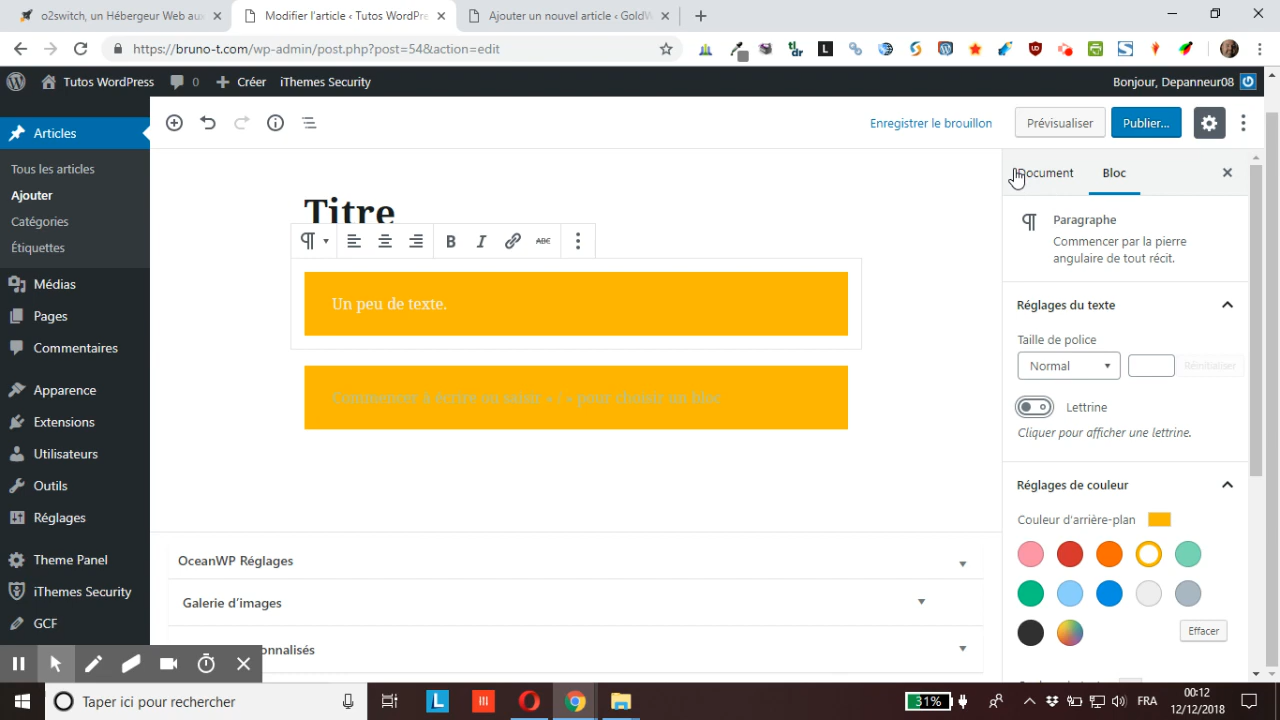 o2switch, un Hébergeur Web aux
Modifier l'article ‹ Tutos WordPre
Ajouter un nouvel article ‹ GoldW
https://bruno-t.com/wp-admin/post.php?post=54&action=edit
Tutos WordPress
0
Créer
iThemes Security
Bonjour, Depanneur08
Articles
Tous les articles
Ajouter
Catégories
Étiquettes
Médias
Pages
Commentaires
Apparence
Extensions
Utilisateurs
Outils
Réglages
Theme Panel
iThemes Security
GCF
Enregistrer le brouillon
Prévisualiser
Publier...
Titre
B I ABC
Un peu de texte.
Commencer à écrire ou saisir « / » pour choisir un bloc
OceanWP Réglages
Galerie d'images
onnalisés
Document
Bloc
Paragraphe
Commencer par la pierre
angulaire de tout récit.
Réglages du texte
Taille de police
Normal
Réinitialiser
Lettrine
Cliquer pour afficher une lettrine.
Réglages de couleur
Couleur d'arrière-plan
Effacer
Taper ici pour rechercher
31%
FRA
00:12
12/12/2018